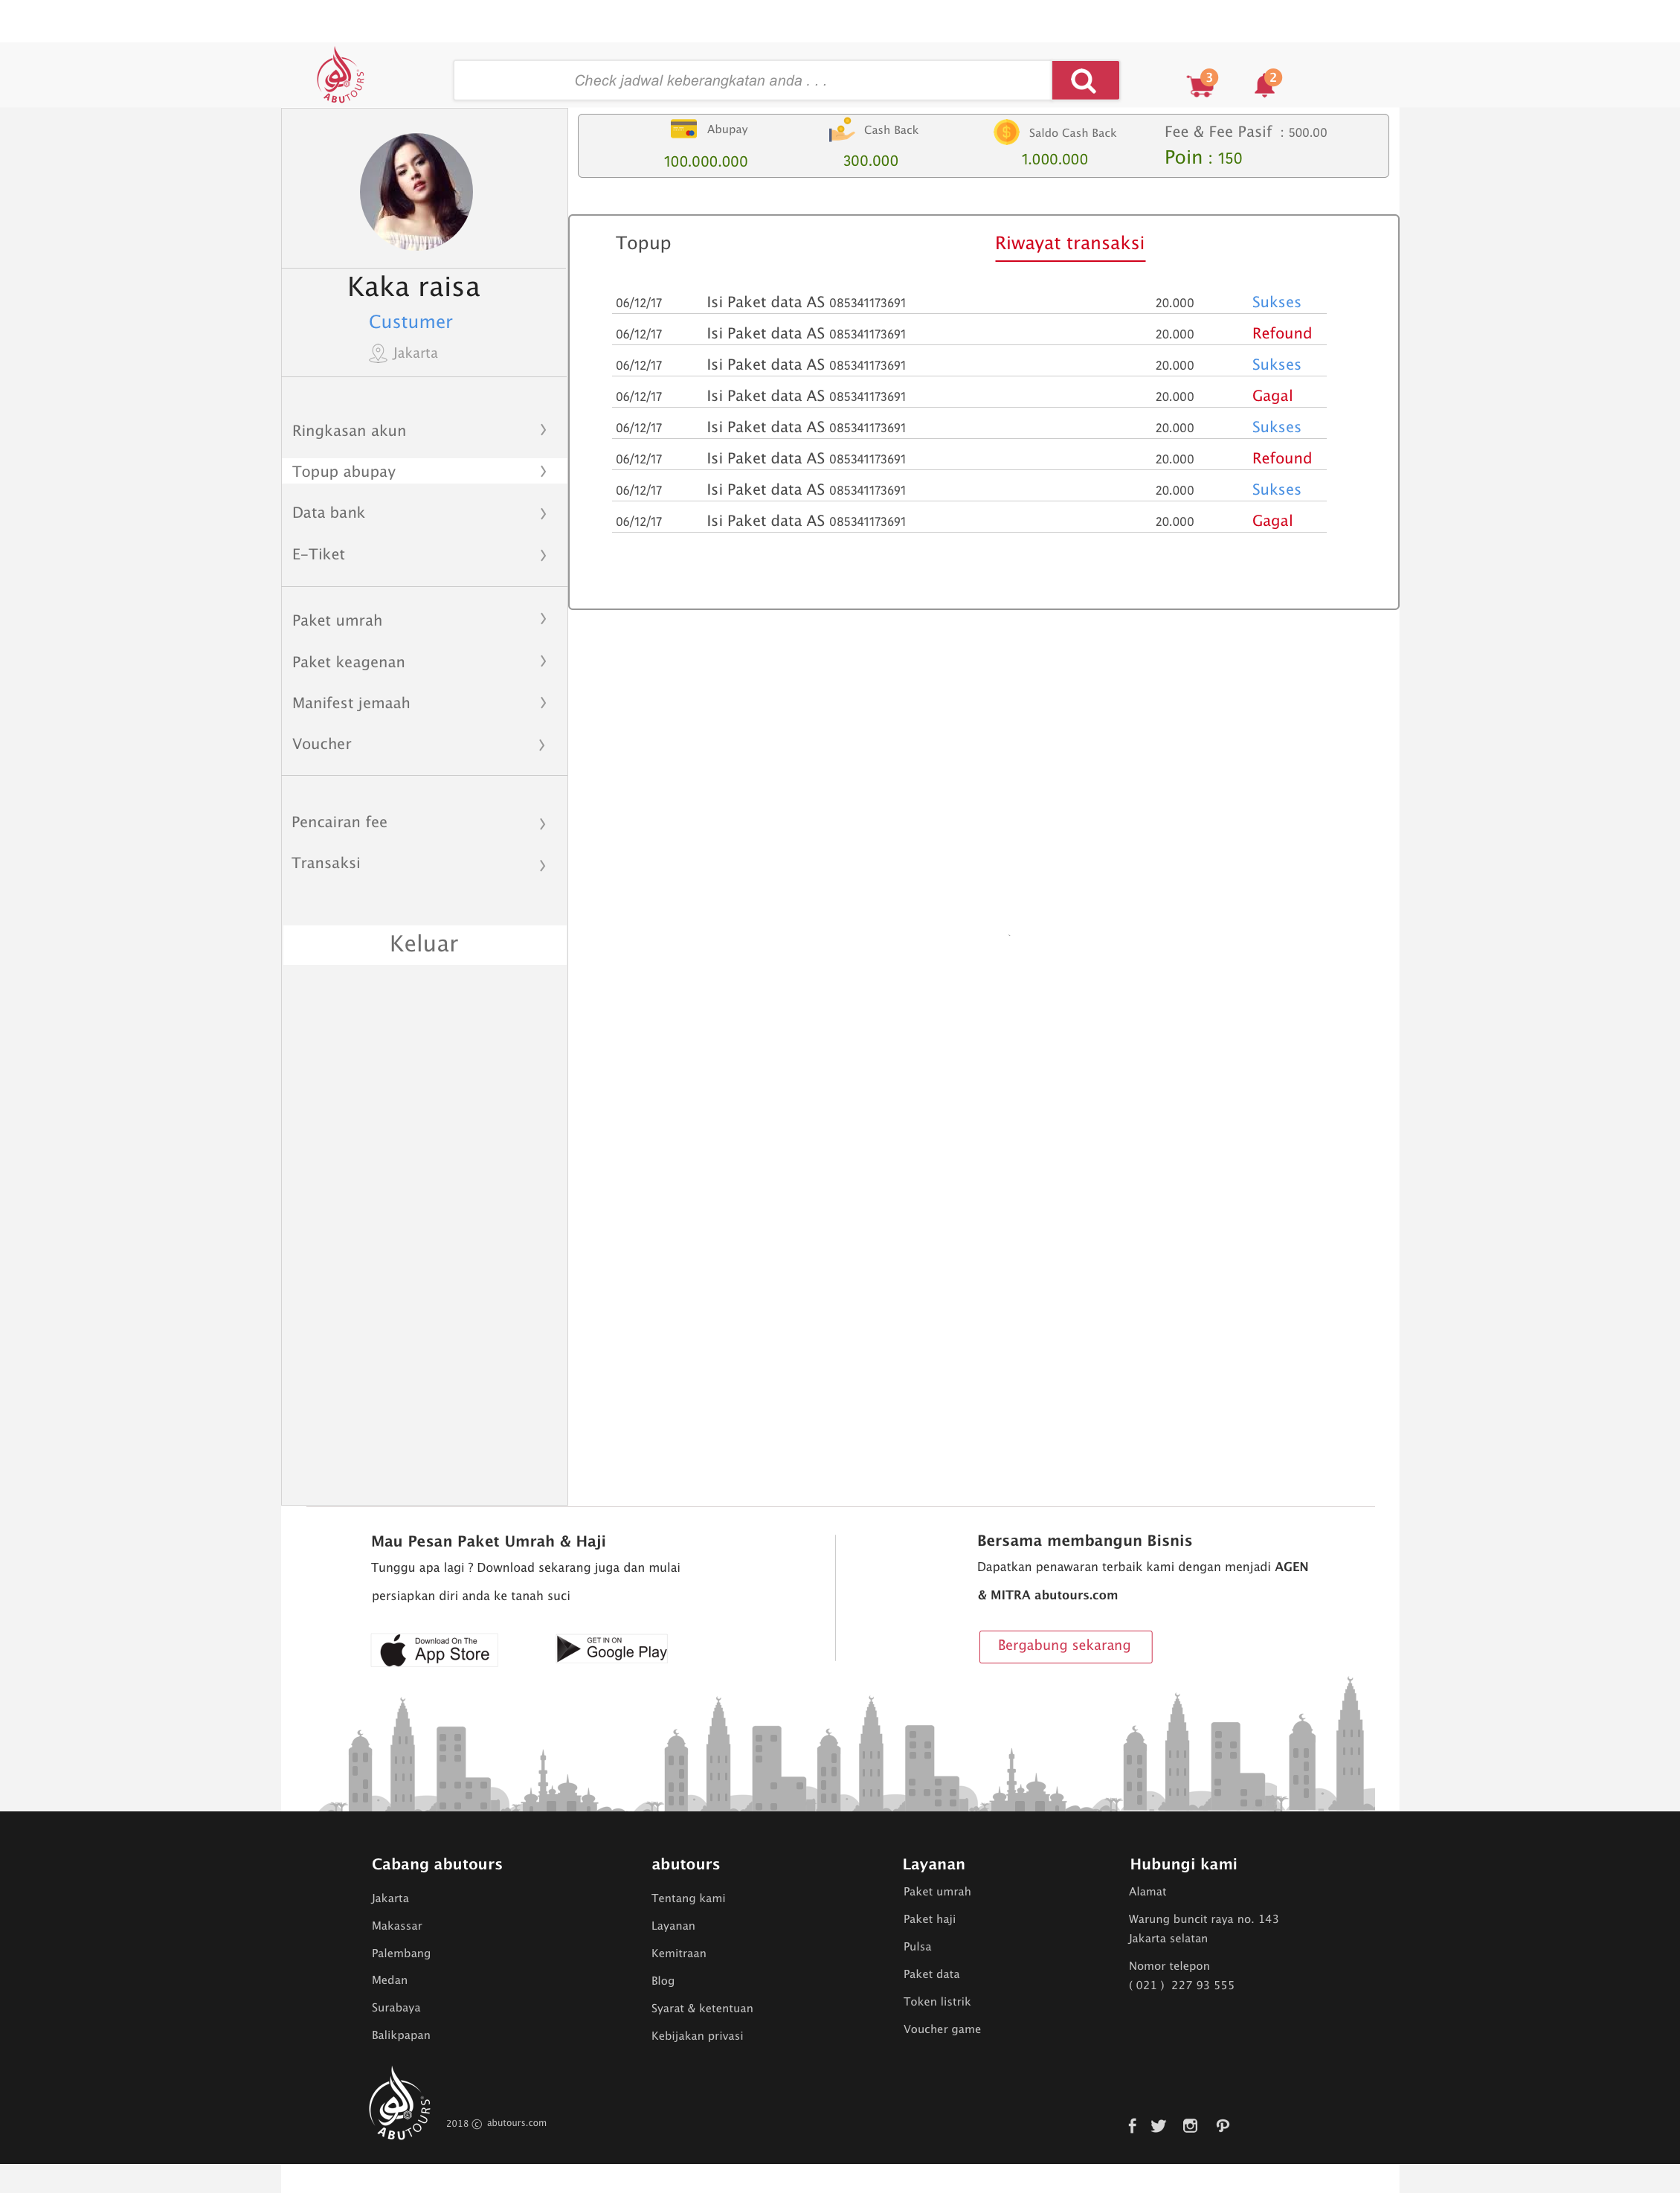 ABUTOURS
Check jadwal keberangkatan anda . . .
3
2
Abupay
100.000.000
Cash Back
300.000
Saldo Cash Back
1.000.000
Fee & Fee Pasif : 500.00
Poin : 150
Kaka raisa
Custumer
Jakarta
Ringkasan akun
Topup abupay
Data bank
E-Tiket
Paket umrah
Paket keagenan
Manifest jemaah
Voucher
Pencairan fee
Transaksi
Keluar
Topup
Riwayat transaksi
06/12/17 Isi Paket data AS 085341173691 20.000 Sukses
06/12/17 Isi Paket data AS 085341173691 20.000 Refound
06/12/17 Isi Paket data AS 085341173691 20.000 Sukses
06/12/17 Isi Paket data AS 085341173691 20.000 Gagal
06/12/17 Isi Paket data AS 085341173691 20.000 Sukses
06/12/17 Isi Paket data AS 085341173691 20.000 Refound
06/12/17 Isi Paket data AS 085341173691 20.000 Sukses
06/12/17 Isi Paket data AS 085341173691 20.000 Gagal
Mau Pesan Paket Umrah & Haji
Tunggu apa lagi ? Download sekarang juga dan mulai
persiapkan diri anda ke tanah suci
Download On The
App Store
GET IN ON
Google Play
Bersama membangun Bisnis
Dapatkan penawaran terbaik kami dengan menjadi AGEN
& MITRA abutours.com
Bergabung sekarang
Cabang abutours
Jakarta
Makassar
Palembang
Medan
Surabaya
Balikpapan
abutours
Tentang kami
Layanan
Kemitraan
Blog
Syarat & ketentuan
Kebijakan privasi
Layanan
Paket umrah
Paket haji
Pulsa
Paket data
Token listrik
Voucher game
Hubungi kami
Alamat
Warung buncit raya no. 143
Jakarta selatan
Nomor telepon
( 021 ) 227 93 555
ABUTOURS
2018 © abutours.com